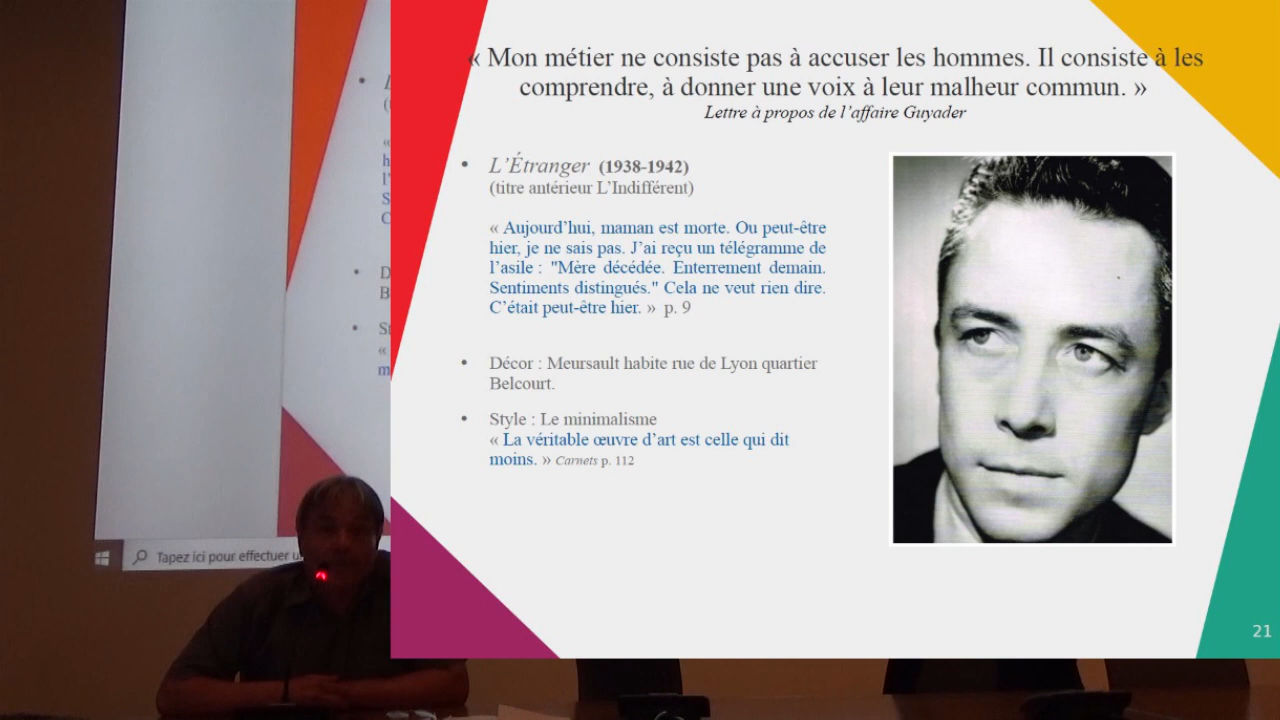 « Mon métier ne consiste pas à accuser les hommes. Il consiste à les
comprendre, à donner une voix à leur malheur commun. »
Lettre à propos de l’affaire Guyader
• L’Étranger (1938-1942)
(titre antérieur L’Indifférent)
« Aujourd’hui, maman est morte. Ou peut-être
hier, je ne sais pas. J’ai reçu un télégramme de
l’asile : "Mère décédée. Enterrement demain.
Sentiments distingués." Cela ne veut rien dire.
C’était peut-être hier. » p. 9
• Décor : Meursault habite rue de Lyon quartier
Belcourt.
• Style : Le minimalisme
« La véritable œuvre d’art est celle qui dit
moins. » Carnets p. 112
21
Tapez ici pour effectuer u